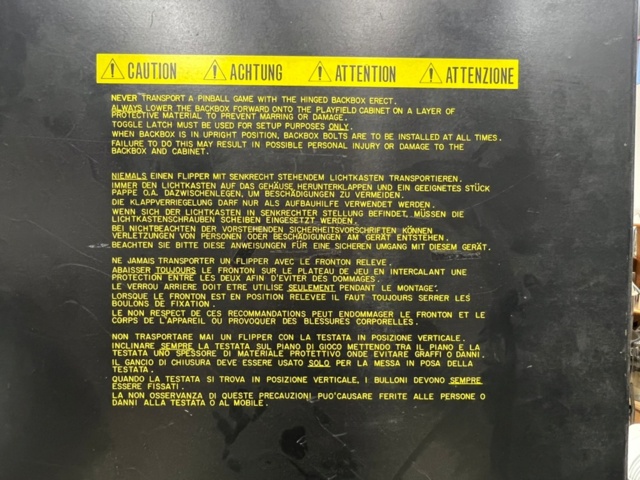 CAUTION ACHTUNG ATTENTION ATTENZIONE
NEVER TRANSPORT A PINBALL GAME WITH THE HINGED BACKBOX ERECT.
ALWAYS LOWER THE BACKBOX FORWARD ONTO THE PLAYFIELD CABINET ON A LAYER OF
PROTECTIVE MATERIAL TO PREVENT MARRING OR DAMAGE.
TOGGLE LATCH MUST BE USED FOR SETUP PURPOSES ONLY.
WHEN BACKBOX IS IN UPRIGHT POSITION, BACKBOX BOLTS ARE TO BE INSTALLED AT ALL TIMES.
FAILURE TO DO THIS MAY RESULT IN POSSIBLE PERSONAL INJURY OR DAMAGE TO THE
BACKBOX AND CABINET.
NIEMALS EINEN FLIPPER MIT SENKRECHT STEHENDEM LICHTKASTEN TRANSPORTIEREN.
IMMER DEN LICHTKASTEN AUF DAS GEHÄUSE HERUNTERKLAPPEN UND EIN GEEIGNETES STÜCK
PAPPE O.A. DAZWISCHENLEGEN, UM BESCHÄDIGUNGEN ZU VERMEIDEN.
DIE KLAPPVERRIEGELUNG DARF NUR ALS AUFBAUHILFE VERWENDET WERDEN.
WENN SICH DER LICHTKASTEN IN SENKRECHTER STELLUNG BEFINDET, MÜSSEN DIE
LICHTKASTENSCHRAUBEN SCHEIBEN EINGESETZT WERDEN.
BEI NICHTBEACHTEN DER VORSTEHENDEN SICHERHEITSVORSCHRIFTEN KÖNNEN
VERLETZUNGEN VON PERSONEN ODER BESCHÄDIGUNGEN AM GERÄT ENTSTEHEN.
BEACHTEN SIE BITTE DIESE ANWEISUNGEN FÜR EINE SICHEREN UMGANG MIT DIESEM GERÄT.
NE JAMAIS TRANSPORTER UN FLIPPER AVEC LE FRONTON RELEVE.
ABAISSER TOUJOURS LE FRONTON SUR LE PLATEAU DE JEU EN INTERCALANT UNE
PROTECTION ENTRE LES DEUX AFIN D'EVITER DES DOMMAGES.
LE VERROU ARRIERE DOIT ETRE UTILISE SEULEMENT PENDANT LE MONTAGE.
LORSQUE LE FRONTON EST EN POSITION RELEVEE IL FAUT TOUJOURS SERRER LES
BOULONS DE FIXATION.
LE NON RESPECT DE CES RECOMMANDATIONS PEUT ENDOMMAGER LE FRONTON ET LE
CORPS DE L'APPAREIL OU PROVOQUER DES BLESSURES CORPORELLES.
NON TRASPORTARE MAI UN FLIPPER CON LA TESTATA IN POSIZIONE VERTICALE.
INCLINARE SEMPRE LA TESTATA SUL PIANO DI GIOCO METTENDO TRA IL PIANO E LA
TESTATA UNO SPESSORE DI MATERIALE PROTETTIVO ONDE EVITARE GRAFFI O DANNI.
IL GANCIO DI CHIUSURA DEVE ESSERE USATO SOLO PER LA MESSA IN POSA DELLA
TESTATA.
QUANDO LA TESTATA SI TROVA IN POSIZIONE VERTICALE, I BULLONI DEVONO SEMPRE
ESSERE FISSATI.
LA NON OSSERVANZA DI QUESTE PRECAUZIONI PUO'CAUSARE FERITE ALLE PERSONE O
DANNI ALLA TESTATA O AL MOBILE.